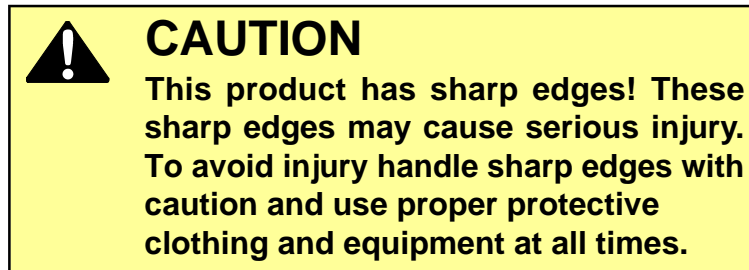 CAUTION
This product has sharp edges! These
sharp edges may cause serious injury.
To avoid injury handle sharp edges with
caution and use proper protective
clothing and equipment at all times.